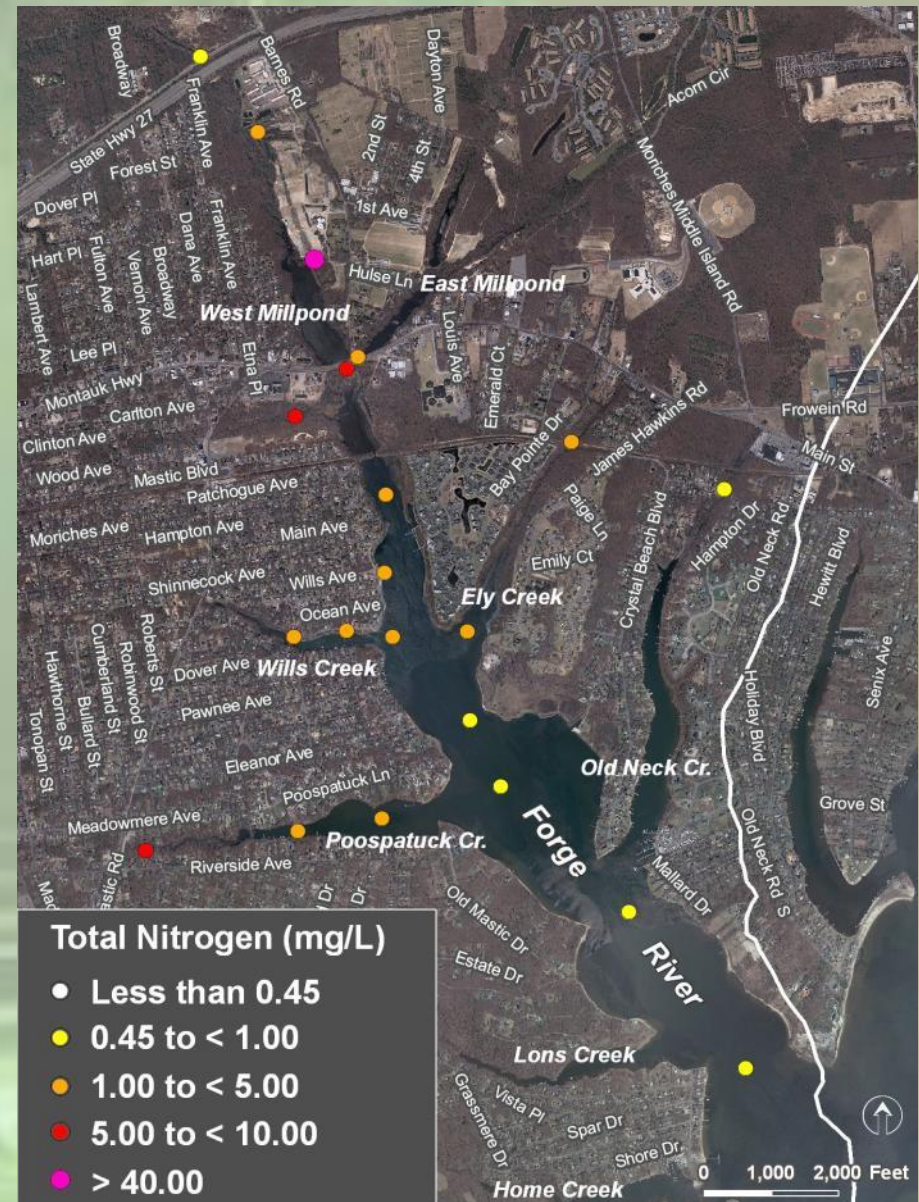 Broadway
Franklin Ave
Barnes Rd
Dayton Ave
Acorn Cir
State Hwy 27
Forest St
2nd St
4th St
Moriches Middle Island Rd
Dover Pl
Franklin Ave
1st Ave
Hart Pl
Fulton Ave
Vernon Ave
Broadway
Dana Ave
Hulse Ln
East Millpond
Lambert Ave
West Millpond
Lee Pl
Etna Pl
Louis Ave
Emerald Ct
Montauk Hwy
Carlton Ave
Bay Pointe Dr
James Hawkins Rd
Frowein Rd
Clinton Ave
Main St
Wood Ave
Mastic Blvd
Patchogue Ave
Moriches Ave
Hampton Ave
Main Ave
Paige Ln
Crystal Beach Blvd
Hampton Dr
Old Neck Rd
Hewitt Blvd
Emily Ct
Shinnecock Ave
Wills Ave
Ocean Ave
Ely Creek
Roberts St
Robinwood St
Cumberland St
Bullard St
Hawthorne St
Tonopan St
Dover Ave
Wills Creek
Senix Ave
Pawnee Ave
Holiday Blvd
Eleanor Ave
Old Neck Cr.
Poospatuck Ln
Grove St
Meadowmere Ave
Poospatuck Cr.
Forge
River
Old Neck Rd S
Riverside Ave
Mallard Dr
astic Rd
Mac
d Dr
Dr
Old Mastic Dr
Estate Dr
Lons Creek
Grassmere Dr
Vista Pl
Spar Dr
Shore Dr
Home Creek
0 1,000 2,000 Feet
Total Nitrogen (mg/L)
Less than 0.45
0.45 to < 1.00
1.00 to < 5.00
5.00 to < 10.00
> 40.00